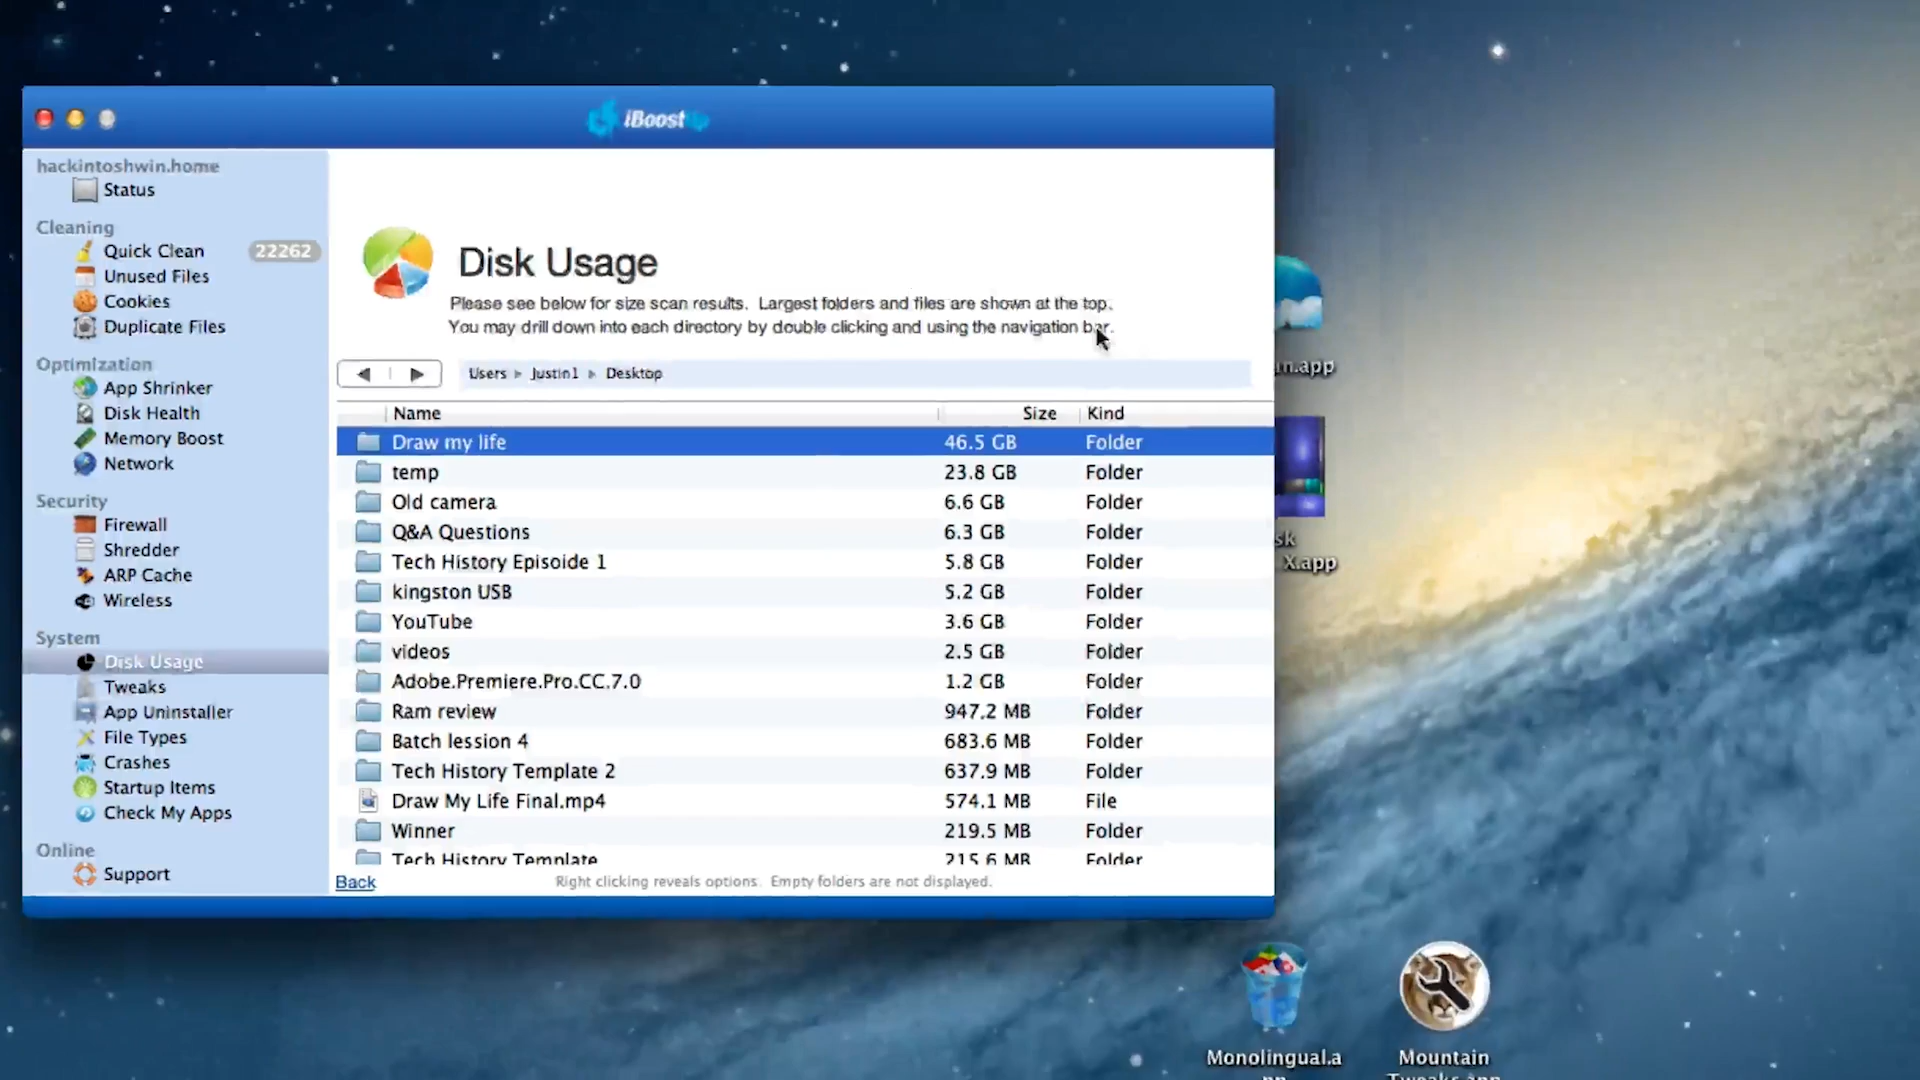 iBoostUp
hackintoshwin.home
Status
Cleaning
Quick Clean 22262
Unused Files
Cookies
Duplicate Files
Optimization
App Shrinker
Disk Health
Memory Boost
Network
Security
Firewall
Shredder
ARP Cache
Wireless
System
Disk Usage
Tweaks
App Uninstaller
File Types
Crashes
Startup Items
Check My Apps
Online
Support
Disk Usage
Please see below for size scan results. Largest folders and files are shown at the top.
You may drill down into each directory by double clicking and using the navigation bar.
Users Justin1 Desktop
Name Size Kind
Draw my life 46.5 GB Folder
temp 23.8 GB Folder
Old camera 6.6 GB Folder
Q&A Questions 6.3 GB Folder
Tech History Episoide 1 5.8 GB Folder
kingston USB 5.2 GB Folder
YouTube 3.6 GB Folder
videos 2.5 GB Folder
Adobe.Premiere.Pro.CC.7.0 1.2 GB Folder
Ram review 947.2 MB Folder
Batch lession 4 683.6 MB Folder
Tech History Template 2 637.9 MB Folder
Draw My Life Final.mp4 574.1 MB File
Winner 219.5 MB Folder
Tech History Template 215.6 MB Folder
Back
Right clicking reveals options. Empty folders are not displayed.
n.app
sk
X.app
Monolingual.a
pp
Mountain
Tweaks.app